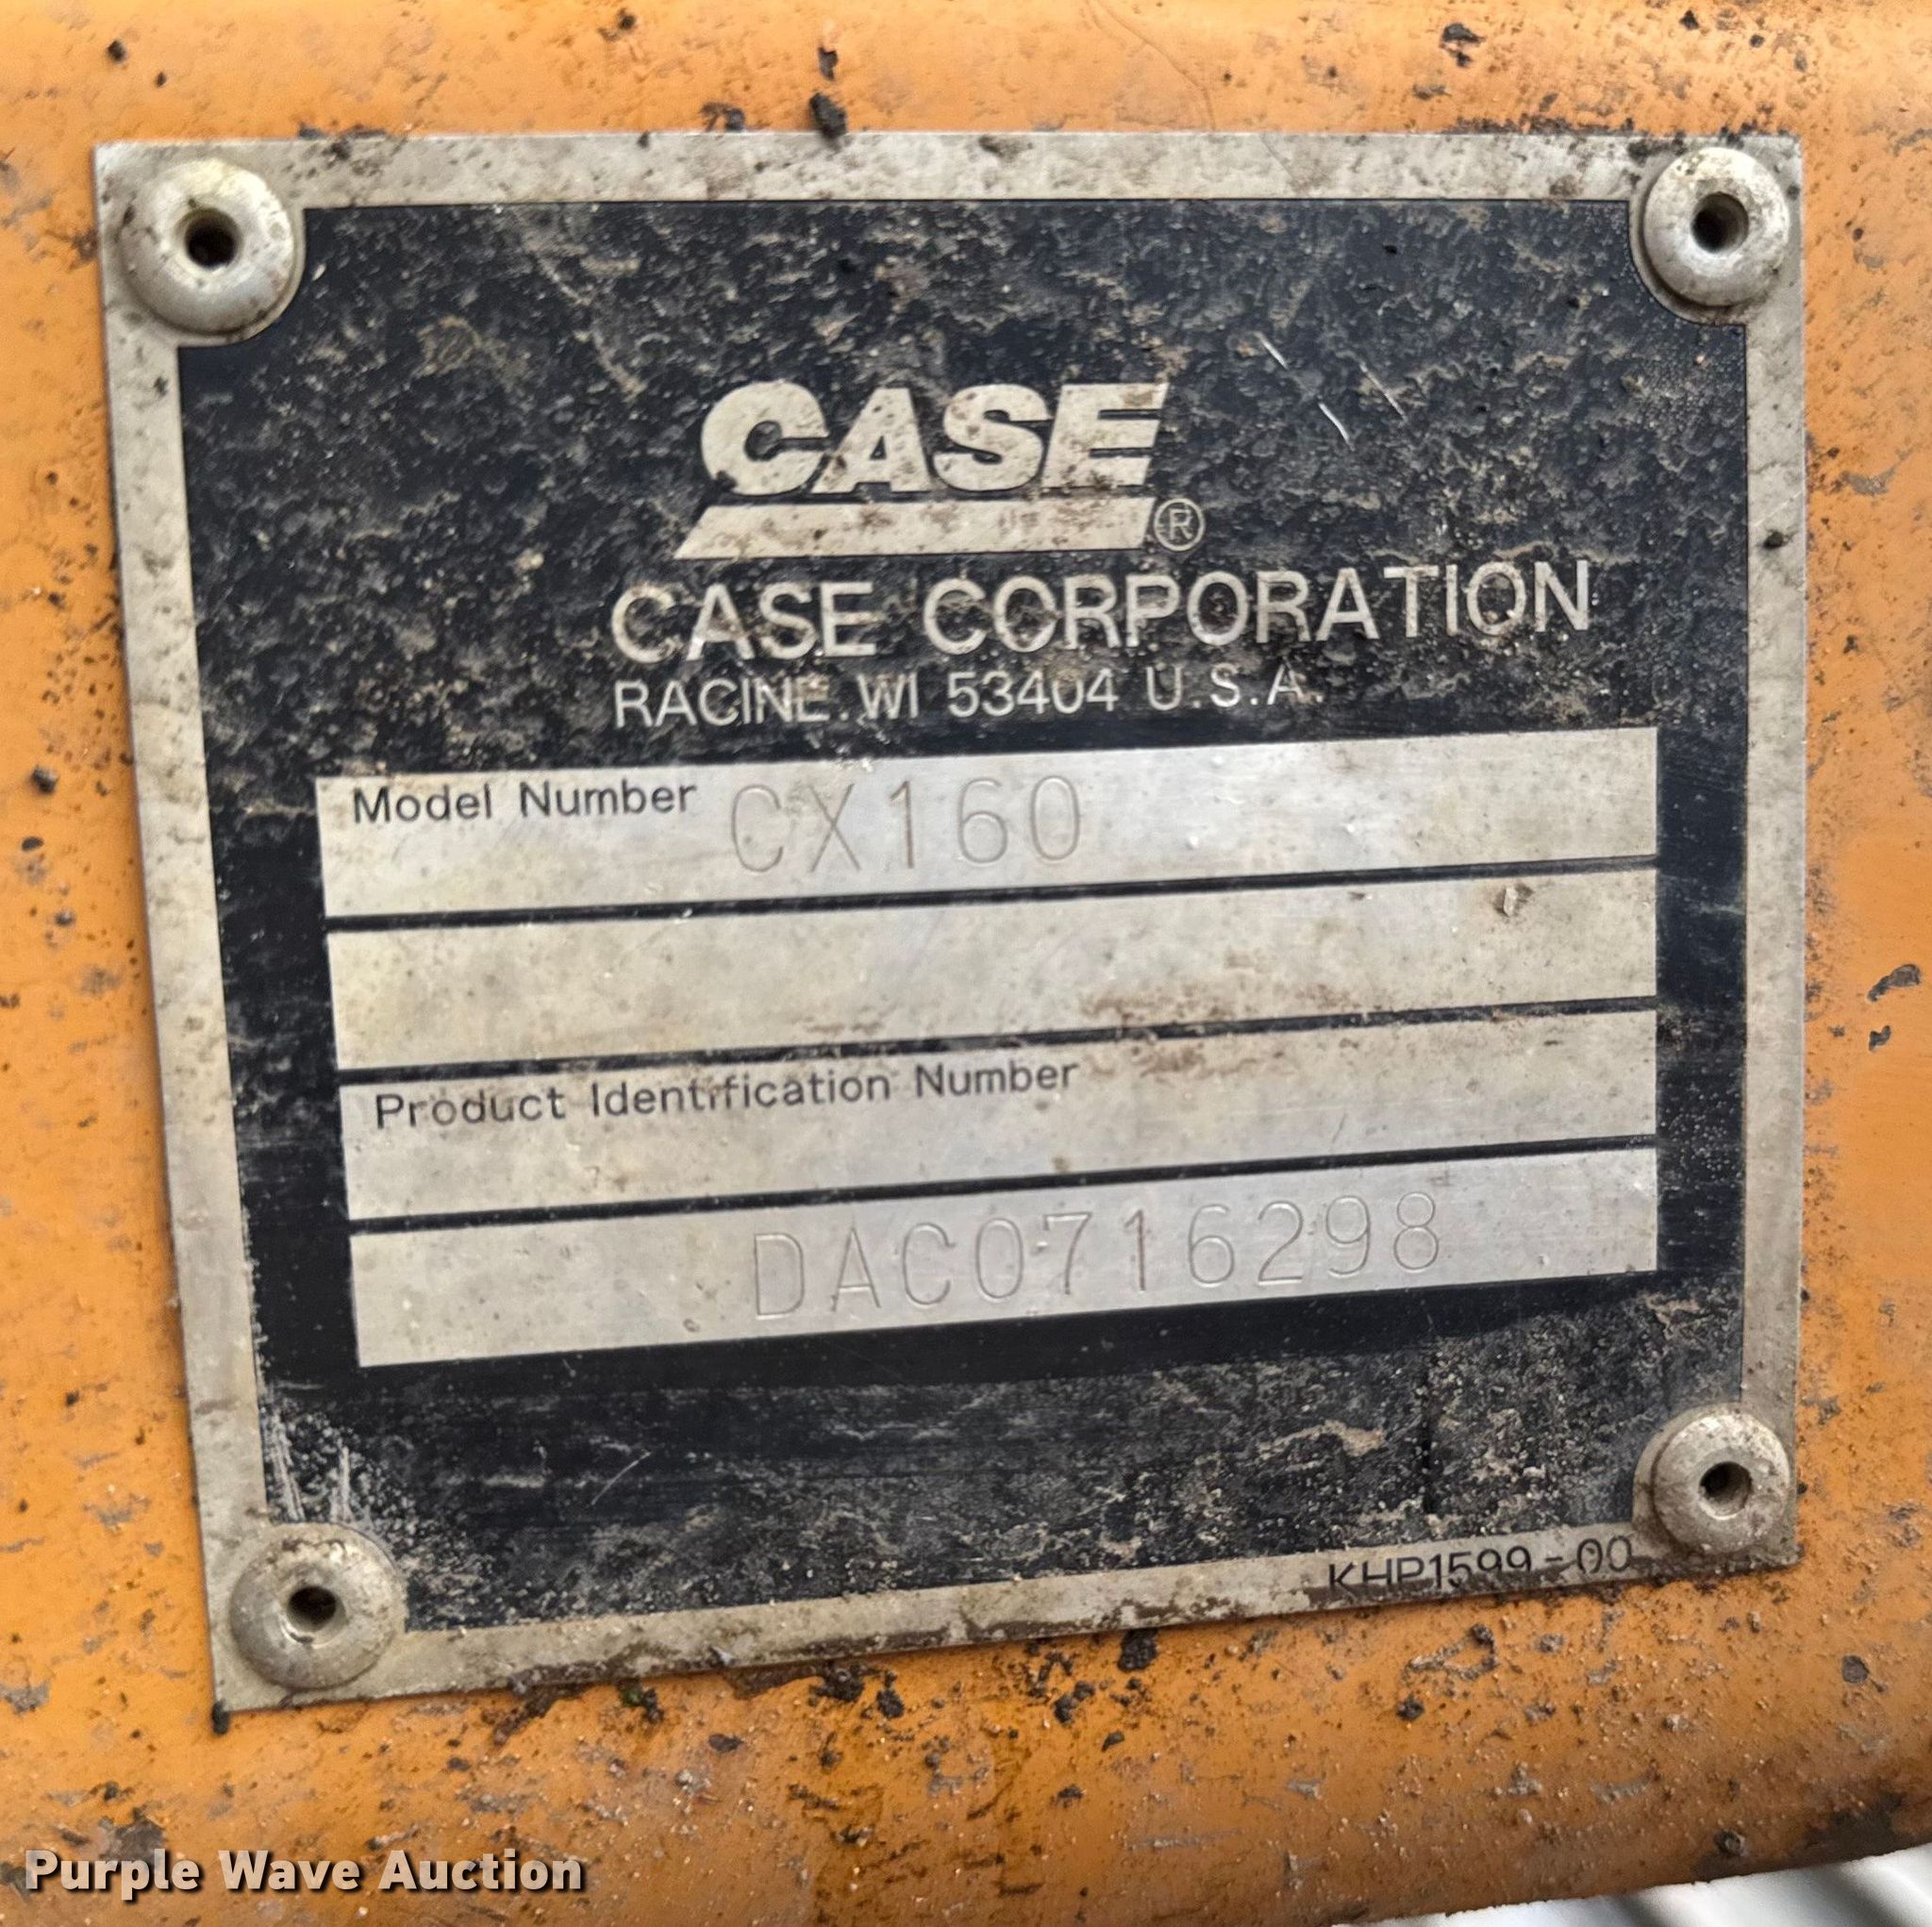 CASE ®
CASE CORPORATION
RACINE. WI 53404 U.S.A.
Model Number CX160
Product Identification Number
DAC0716298
KHP1599-00
Purple Wave Auction